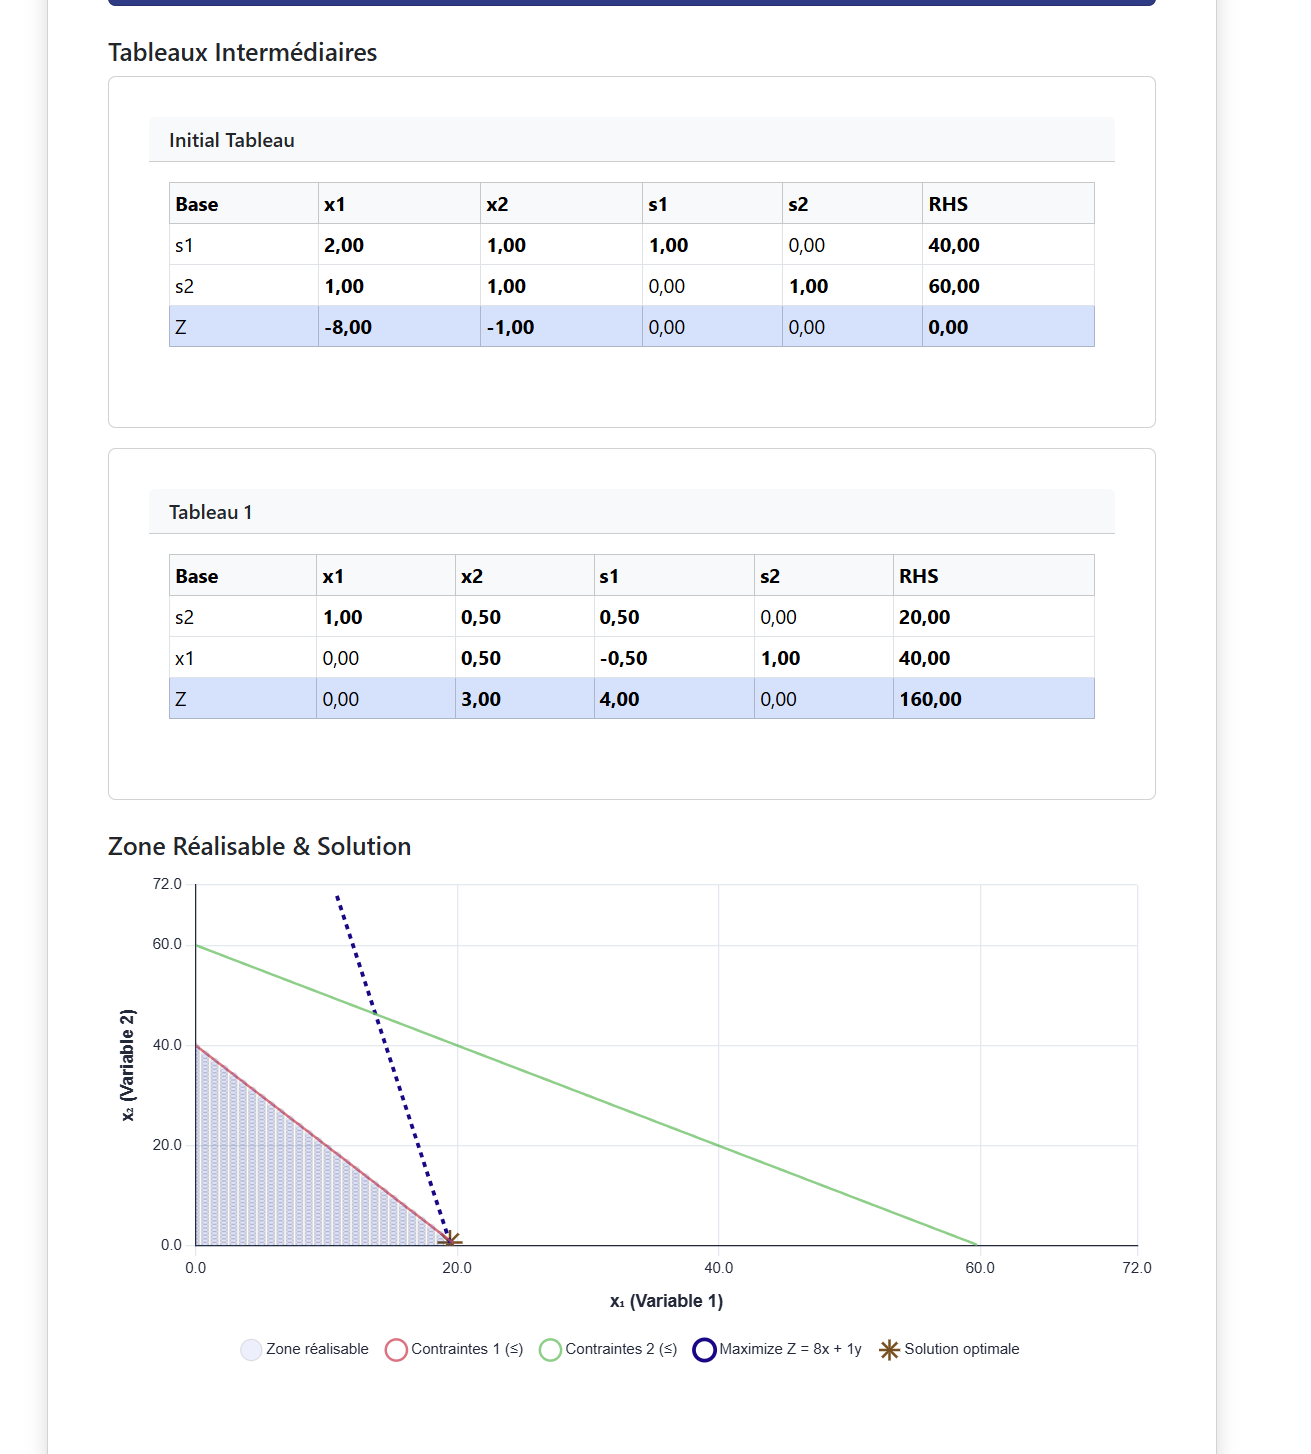 Tableaux Intermédiaires
Initial Tableau
Base x1 x2 s1 s2 RHS
s1 2,00 1,00 1,00 0,00 40,00
s2 1,00 1,00 0,00 1,00 60,00
Z -8,00 -1,00 0,00 0,00 0,00
Tableau 1
Base x1 x2 s1 s2 RHS
s2 1,00 0,50 0,50 0,00 20,00
x1 0,00 0,50 -0,50 1,00 40,00
Z 0,00 3,00 4,00 0,00 160,00
Zone Réalisable & Solution
72.0
60.0
40.0
20.0
0.0
x₂ (Variable 2)
0.0 20.0 40.0 60.0 72.0
x₁ (Variable 1)
Zone réalisable Contraintes 1 (≤) Contraintes 2 (≤) Maximize Z = 8x + 1y Solution optimale